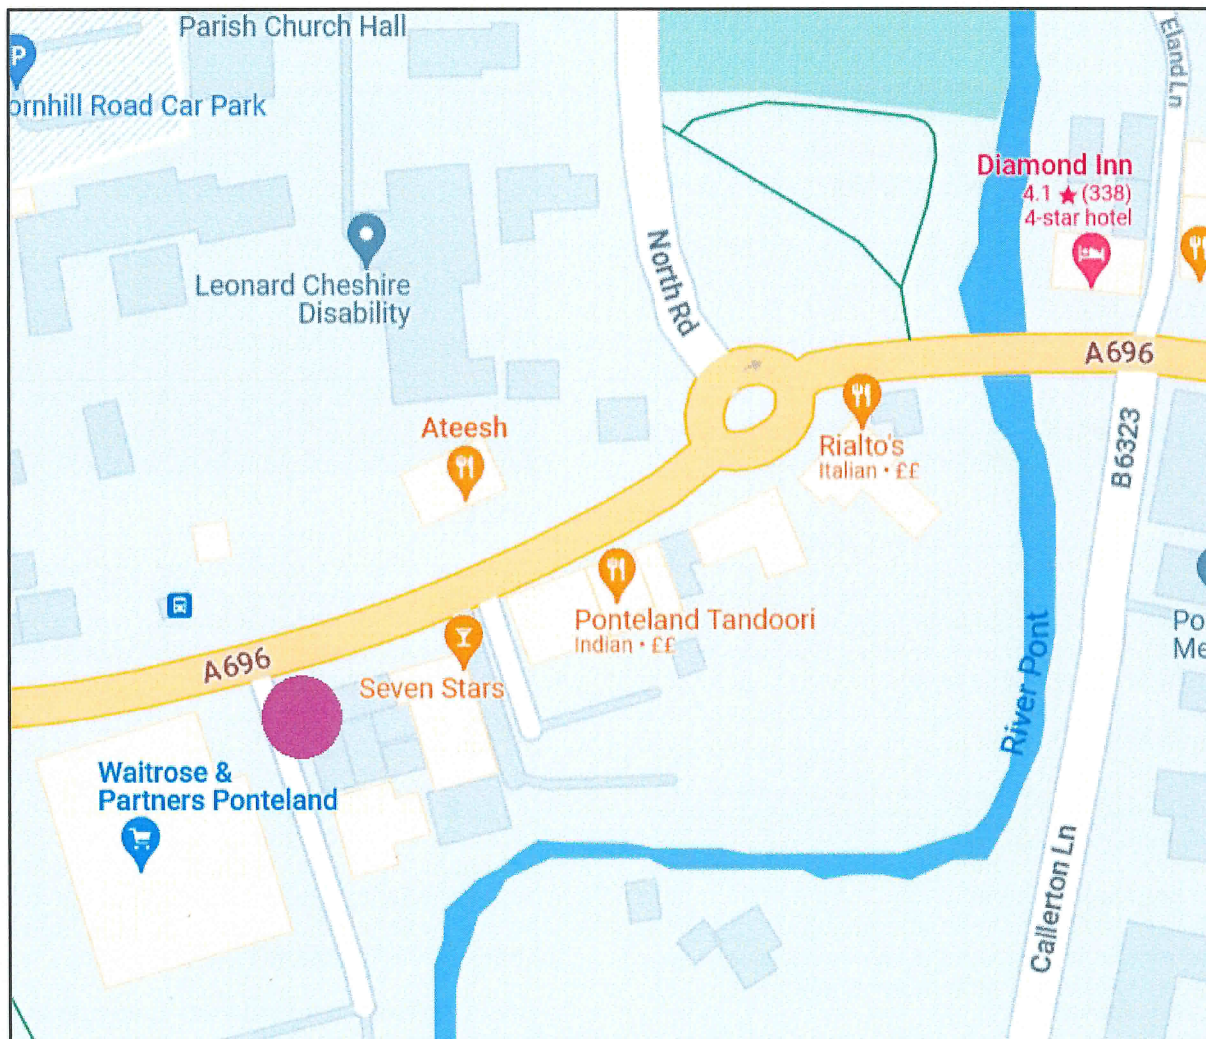 Parish Church Hall
P
ornhill Road Car Park
Eland Ln
Diamond Inn
4.1 ★ (338)
4-star hotel
Leonard Cheshire
Disability
North Rd
A696
Ateesh
Rialto's
Italian • ££
B6323
Ponteland Tandoori
Indian • ££
Po
Me
A696
Seven Stars
River Pont
Waitrose &
Partners Ponteland
Callerton Ln